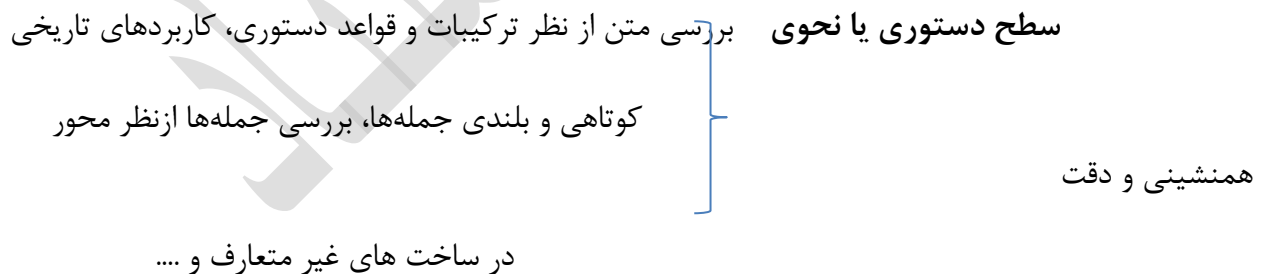 سطح دستوری یا نحوی   بررسی متن از نظر ترکیبات و قواعد دستوری، کاربردهای تاریخی
کوتاهی و بلندی جمله‌ها، بررسی جمله‌ها ازنظر محور
همنشینی و دقت
در ساخت های غیر متعارف و ....